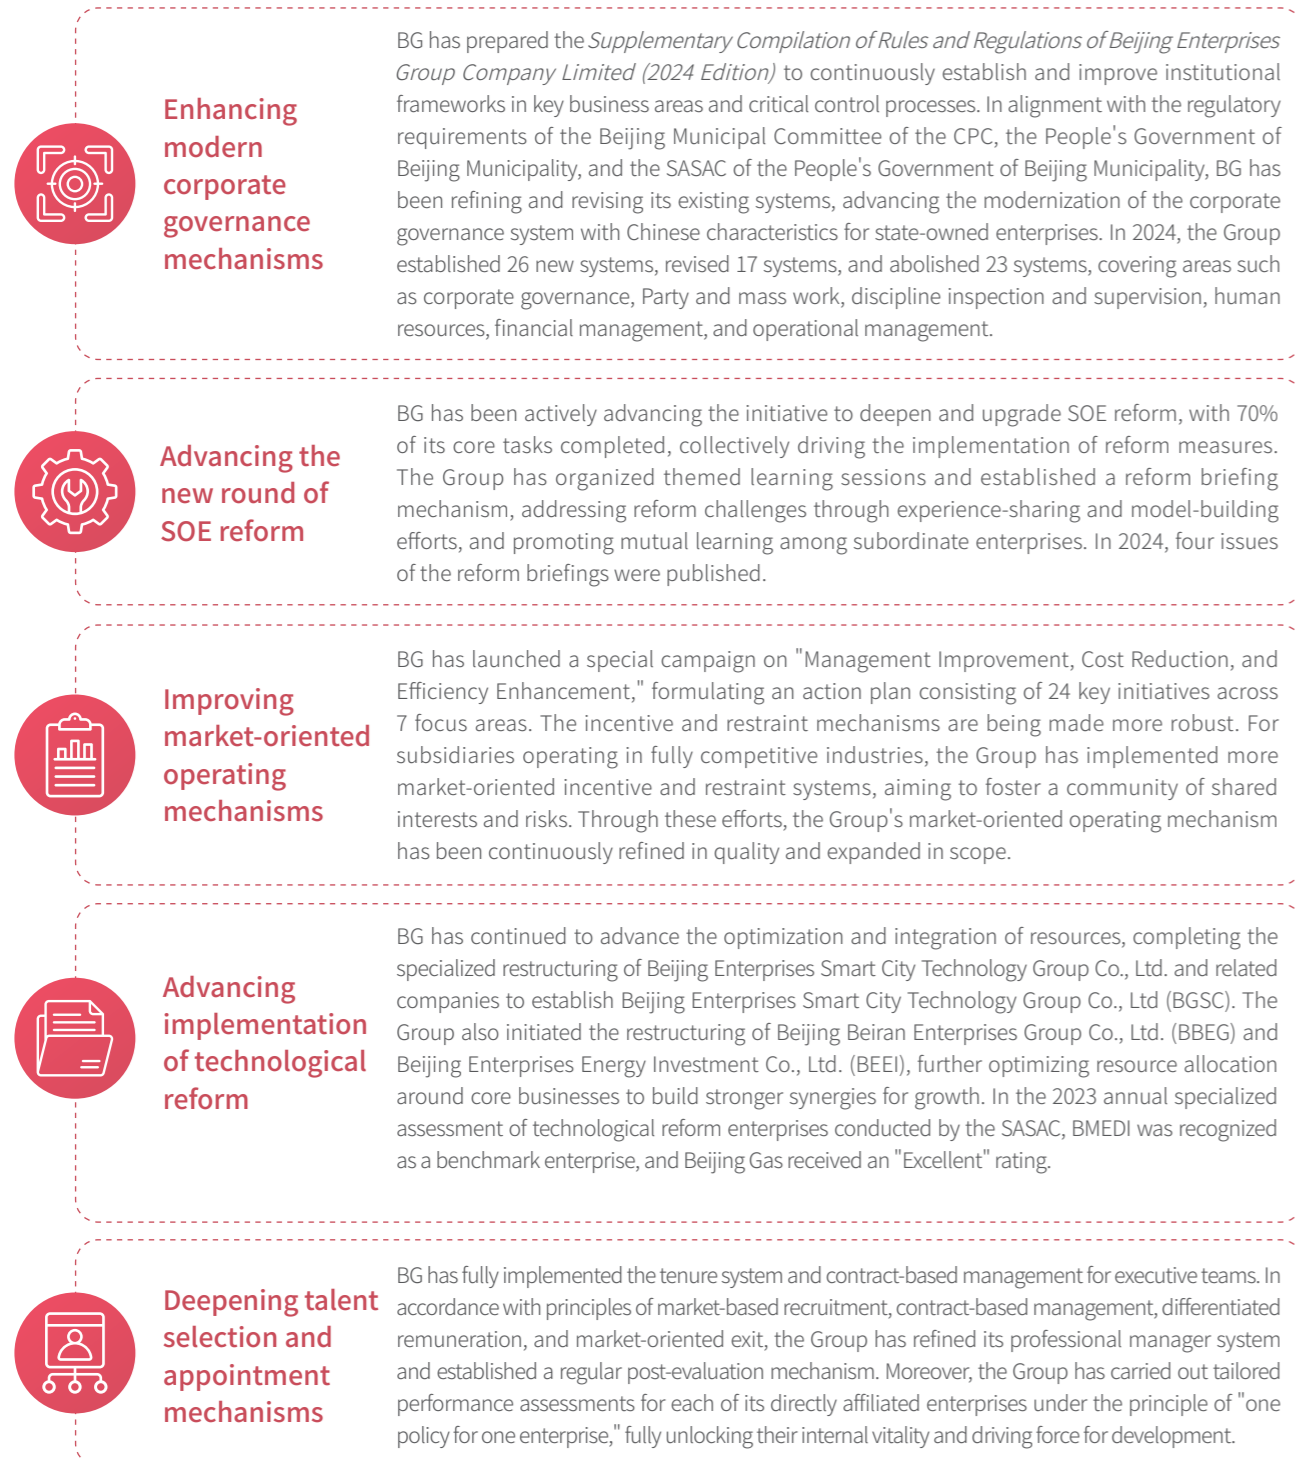 Enhancing
modern
corporate
governance
mechanisms
BG has prepared the Supplementary Compilation of Rules and Regulations of Beijing Enterprises
Group Company Limited (2024 Edition) to continuously establish and improve institutional
frameworks in key business areas and critical control processes. In alignment with the regulatory
requirements of the Beijing Municipal Committee of the CPC, the People's Government of
Beijing Municipality, and the SASAC of the People's Government of Beijing Municipality, BG has
been refining and revising its existing systems, advancing the modernization of the corporate
governance system with Chinese characteristics for state-owned enterprises. In 2024, the Group
established 26 new systems, revised 17 systems, and abolished 23 systems, covering areas such
as corporate governance, Party and mass work, discipline inspection and supervision, human
resources, financial management, and operational management.
Advancing the
new round of
SOE reform
BG has been actively advancing the initiative to deepen and upgrade SOE reform, with 70%
of its core tasks completed, collectively driving the implementation of reform measures.
The Group has organized themed learning sessions and established a reform briefing
mechanism, addressing reform challenges through experience-sharing and model-building
efforts, and promoting mutual learning among subordinate enterprises. In 2024, four issues
of the reform briefings were published.
Improving
market-oriented
operating
mechanisms
BG has launched a special campaign on "Management Improvement, Cost Reduction, and
Efficiency Enhancement," formulating an action plan consisting of 24 key initiatives across
7 focus areas. The incentive and restraint mechanisms are being made more robust. For
subsidiaries operating in fully competitive industries, the Group has implemented more
market-oriented incentive and restraint systems, aiming to foster a community of shared
interests and risks. Through these efforts, the Group's market-oriented operating mechanism
has been continuously refined in quality and expanded in scope.
Advancing
implementation
of technological
reform
BG has continued to advance the optimization and integration of resources, completing the
specialized restructuring of Beijing Enterprises Smart City Technology Group Co., Ltd. and related
companies to establish Beijing Enterprises Smart City Technology Group Co., Ltd (BGSC). The
Group also initiated the restructuring of Beijing Beiran Enterprises Group Co., Ltd. (BBEG) and
Beijing Enterprises Energy Investment Co., Ltd. (BEEI), further optimizing resource allocation
around core businesses to build stronger synergies for growth. In the 2023 annual specialized
assessment of technological reform enterprises conducted by the SASAC, BMEDI was recognized
as a benchmark enterprise, and Beijing Gas received an "Excellent" rating.
Deepening talent
selection and
appointment
mechanisms
BG has fully implemented the tenure system and contract-based management for executive teams. In
accordance with principles of market-based recruitment, contract-based management, differentiated
remuneration, and market-oriented exit, the Group has refined its professional manager system
and established a regular post-evaluation mechanism. Moreover, the Group has carried out tailored
performance assessments for each of its directly affiliated enterprises under the principle of "one
policy for one enterprise," fully unlocking their internal vitality and driving force for development.